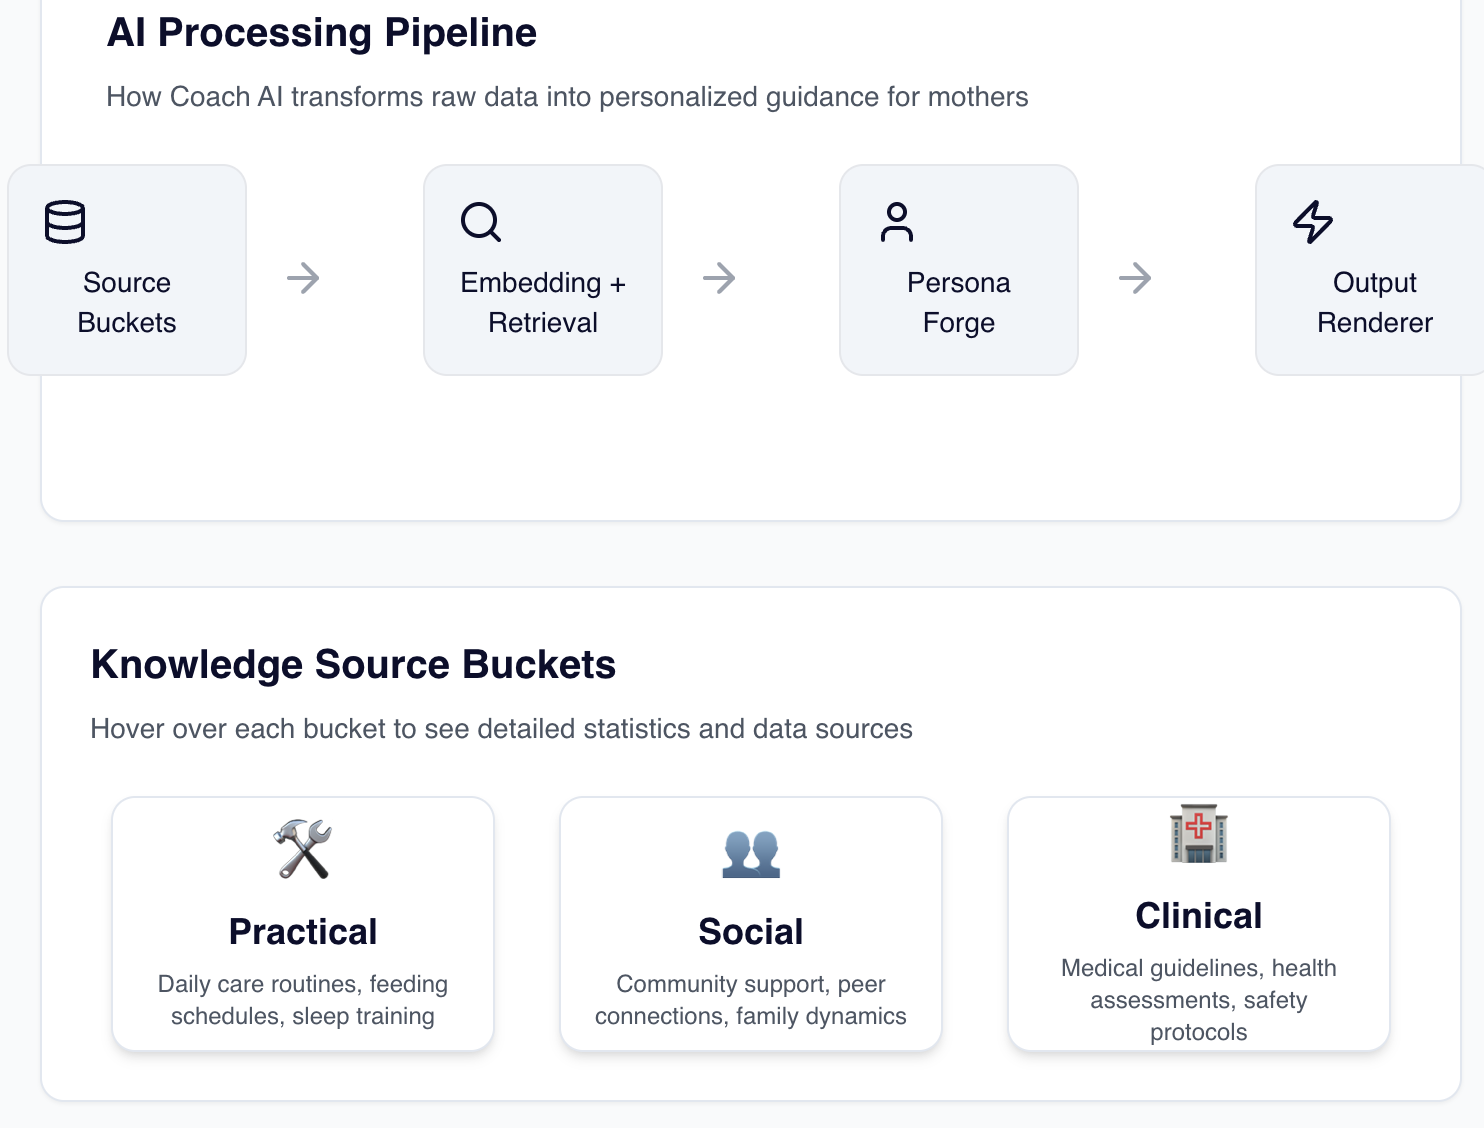 AI Processing Pipeline
How Coach AI transforms raw data into personalized guidance for mothers
Source
Buckets
Embedding +
Retrieval
Persona
Forge
Output
Renderer
Knowledge Source Buckets
Hover over each bucket to see detailed statistics and data sources
Practical
Daily care routines, feeding
schedules, sleep training
Social
Community support, peer
connections, family dynamics
Clinical
Medical guidelines, health
assessments, safety
protocols